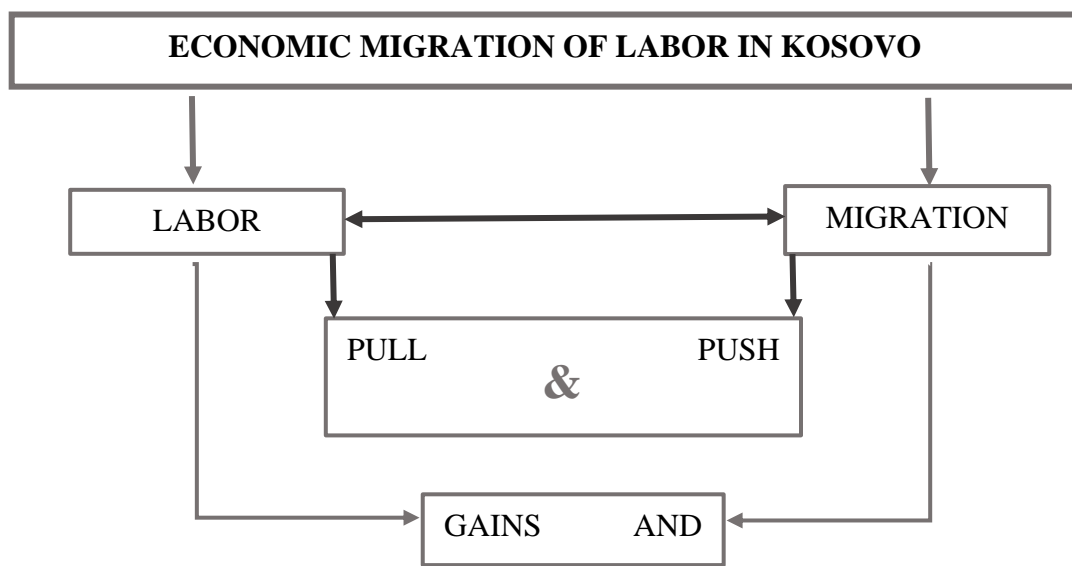 ECONOMIC MIGRATION OF LABOR IN KOSOVO
LABOR
MIGRATION
PULL PUSH
&
GAINS AND